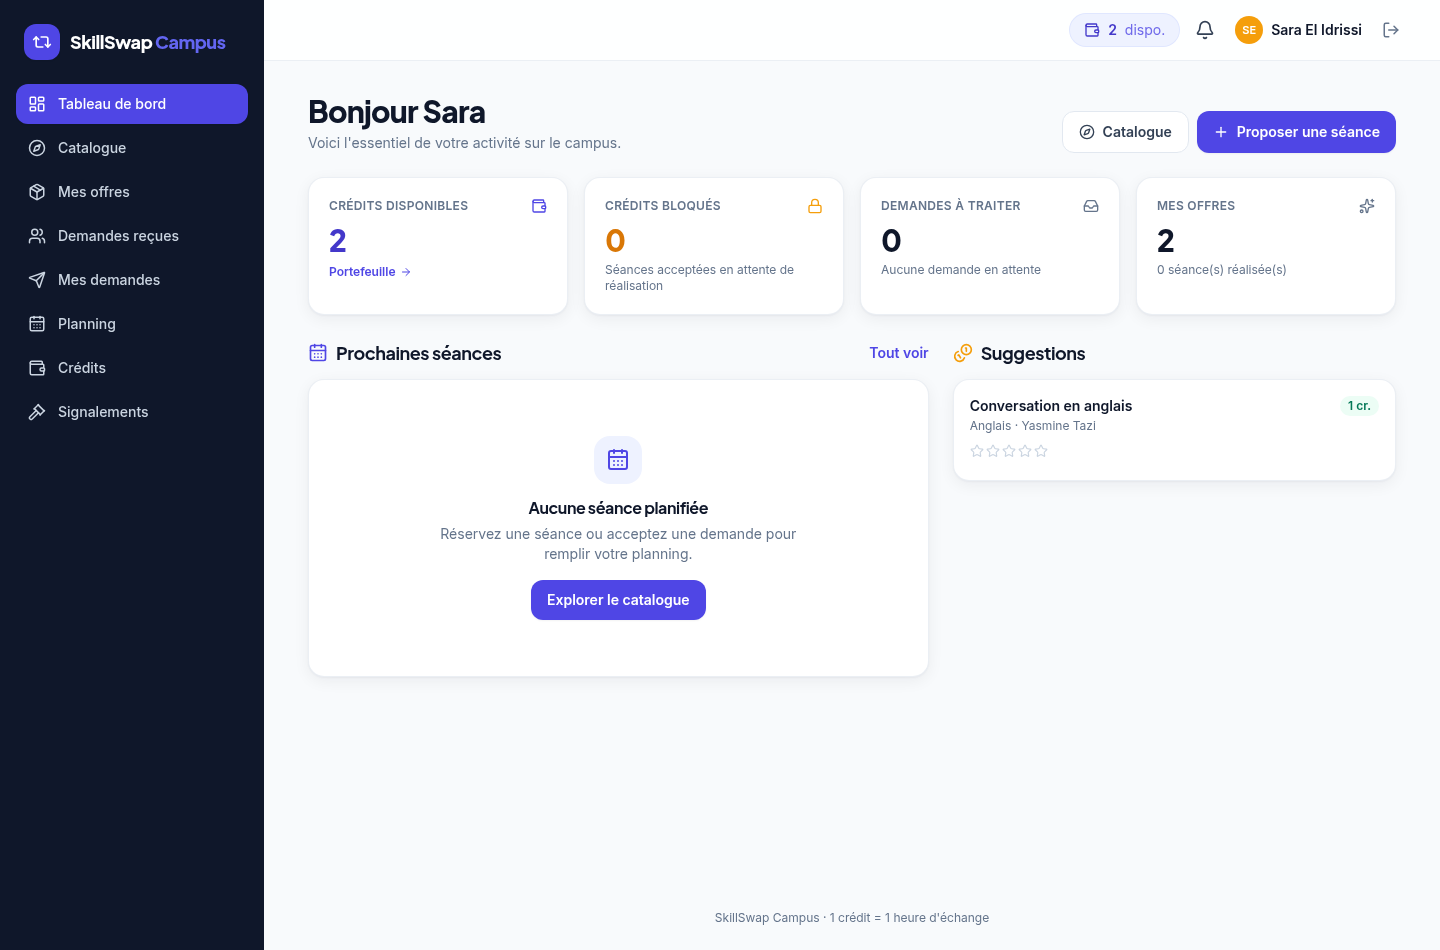 SkillSwap Campus
2 dispo.
SE
Sara El Idrissi
Tableau de bord
Catalogue
Mes offres
Demandes reçues
Mes demandes
Planning
Crédits
Signalements
Bonjour Sara
Voici l'essentiel de votre activité sur le campus.
Catalogue
Proposer une séance
CRÉDITS DISPONIBLES
2
Portefeuille →
CRÉDITS BLOQUÉS
0
Séances acceptées en attente de
réalisation
DEMANDES À TRAITER
0
Aucune demande en attente
MES OFFRES
2
0 séance(s) réalisée(s)
Prochaines séances
Tout voir
Aucune séance planifiée
Réservez une séance ou acceptez une demande pour
remplir votre planning.
Explorer le catalogue
Suggestions
Conversation en anglais
1 cr.
Anglais · Yasmine Tazi
SkillSwap Campus · 1 crédit = 1 heure d'échange